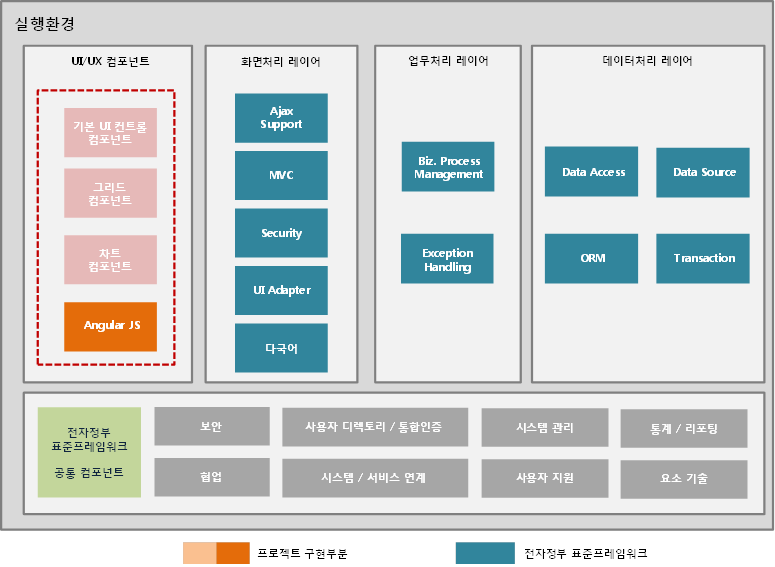 실행환경
UI/UX 컴포넌트
기본 UI 컨트롤
컴포넌트
그리드
컴포넌트
차트
컴포넌트
Angular JS
화면처리 레이어
Ajax
Support
MVC
Security
UI Adapter
다국어
업무처리 레이어
Biz. Process
Management
Exception
Handling
데이터처리 레이어
Data Access
Data Source
ORM
Transaction
전자정부
표준프레임워크
공통 컴포넌트
보안
사용자 디렉토리 / 통합인증
시스템 관리
통계 / 리포팅
협업
시스템 / 서비스 연계
사용자 지원
요소 기술
프로젝트 구현부분
전자정부 표준프레임워크